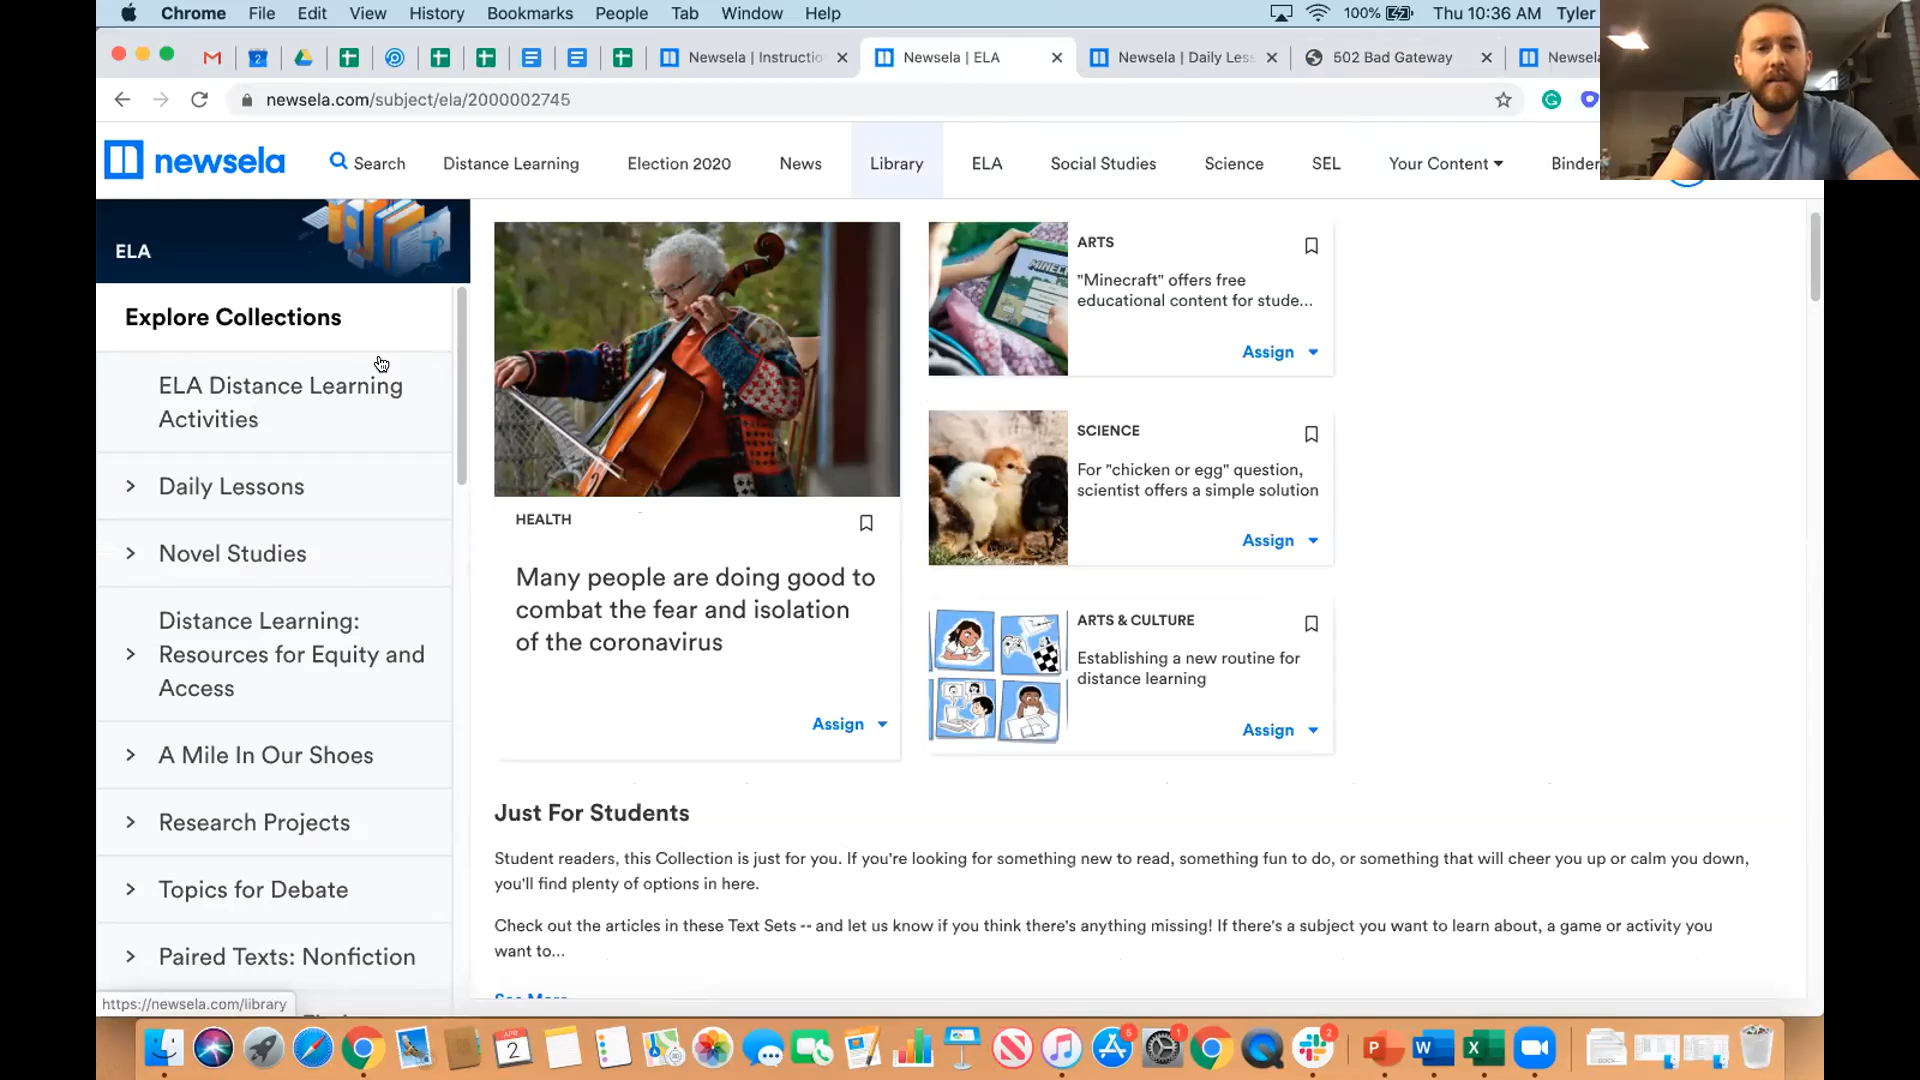 Chrome File Edit View History Bookmarks People Tab Window Help 100% Thu 10:36 AM Tyler
Newsela | Instructio Newsela | ELA Newsela | Daily Less 502 Bad Gateway Newsela
newsela.com/subject/ela/2000002745
newsela Search Distance Learning Election 2020 News Library ELA Social Studies Science SEL Your Content Binder
ELA
Explore Collections
ELA Distance Learning
Activities
Daily Lessons
Novel Studies
Distance Learning:
Resources for Equity and
Access
A Mile In Our Shoes
Research Projects
Topics for Debate
Paired Texts: Nonfiction
https://newsela.com/library
HEALTH
Many people are doing good to
combat the fear and isolation
of the coronavirus
Assign
ARTS
"Minecraft" offers free
educational content for stude...
Assign
SCIENCE
For "chicken or egg" question,
scientist offers a simple solution
Assign
ARTS & CULTURE
Establishing a new routine for
distance learning
Assign
Just For Students
Student readers, this Collection is just for you. If you're looking for something new to read, something fun to do, or something that will cheer you up or calm you down,
you'll find plenty of options in here.
Check out the articles in these Text Sets -- and let us know if you think there's anything missing! If there's a subject you want to learn about, a game or activity you
want to...
See More
APR
2
5
1
2